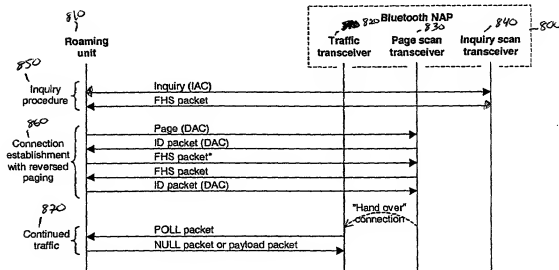 810
Roaming
unit
Bluetooth NAP
820
Traffic
transceiver
830
Page scan
transceiver
840
Inquiry scan
transceiver
800
850
Inquiry
procedure
Inquiry (IAC)
FHS packet
860
Connection
establishment
with reversed
paging
Page (DAC)
ID packet (DAC)
FHS packet*
FHS packet
ID packet (DAC)
"Hand over"
connection
870
Continued
traffic
POLL packet
NULL packet or payload packet